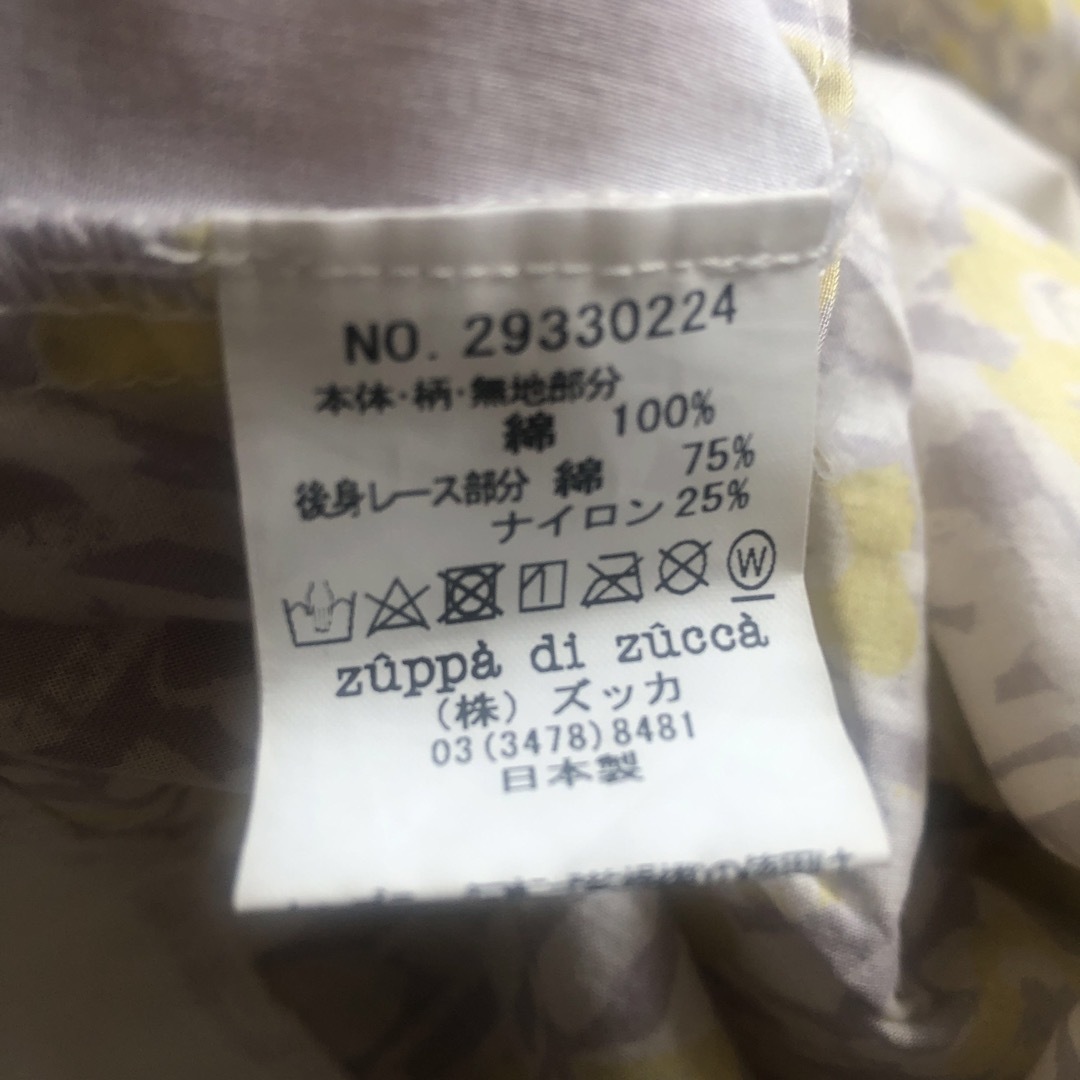 NO. 29330224
本体・柄・無地部分
綿 100%
後身レース部分 綿 75%
ナイロン 25%
W
zûppà di zûccà
(株) ズッカ
03(3478)8481
日本製